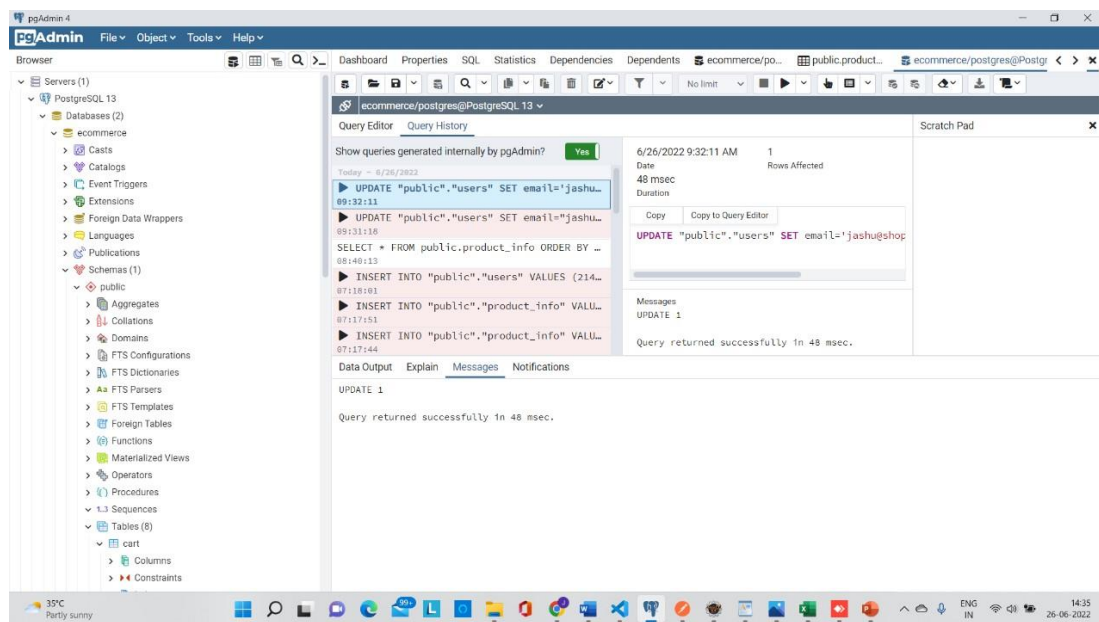 pgAdmin 4
pgAdmin File Object Tools Help
Browser
Dashboard Properties SQL Statistics Dependencies Dependents ecommerce/po... public.product... ecommerce/postgres@Postgr
No limit
ecommerce/postgres@PostgreSQL 13
Query Editor Query History
Scratch Pad
Servers (1)
PostgreSQL 13
Databases (2)
ecommerce
Casts
Catalogs
Event Triggers
Extensions
Foreign Data Wrappers
Languages
Publications
Schemas (1)
public
Aggregates
Collations
Domains
FTS Configurations
FTS Dictionaries
FTS Parsers
FTS Templates
Foreign Tables
Functions
Materialized Views
Operators
Procedures
1..3 Sequences
Tables (8)
cart
Columns
Constraints
Show queries generated internally by pgAdmin? Yes
Today - 6/26/2022
UPDATE "public"."users" SET email='jashu...
09:32:11
UPDATE "public"."users" SET email="jashu...
09:31:18
SELECT * FROM public.product_info ORDER BY ...
08:40:13
INSERT INTO "public"."users" VALUES (214...
07:18:01
INSERT INTO "public"."product_info" VALU...
07:17:51
INSERT INTO "public"."product_info" VALU...
07:17:44
6/26/2022 9:32:11 AM 1
Date Rows Affected
48 msec
Duration
Copy Copy to Query Editor
UPDATE "public"."users" SET email='jashu@shop
Messages
UPDATE 1
Query returned successfully in 48 msec.
Data Output Explain Messages Notifications
UPDATE 1
Query returned successfully in 48 msec.
35°C
Partly sunny
99+
ENG
IN
14:35
26-06-2022